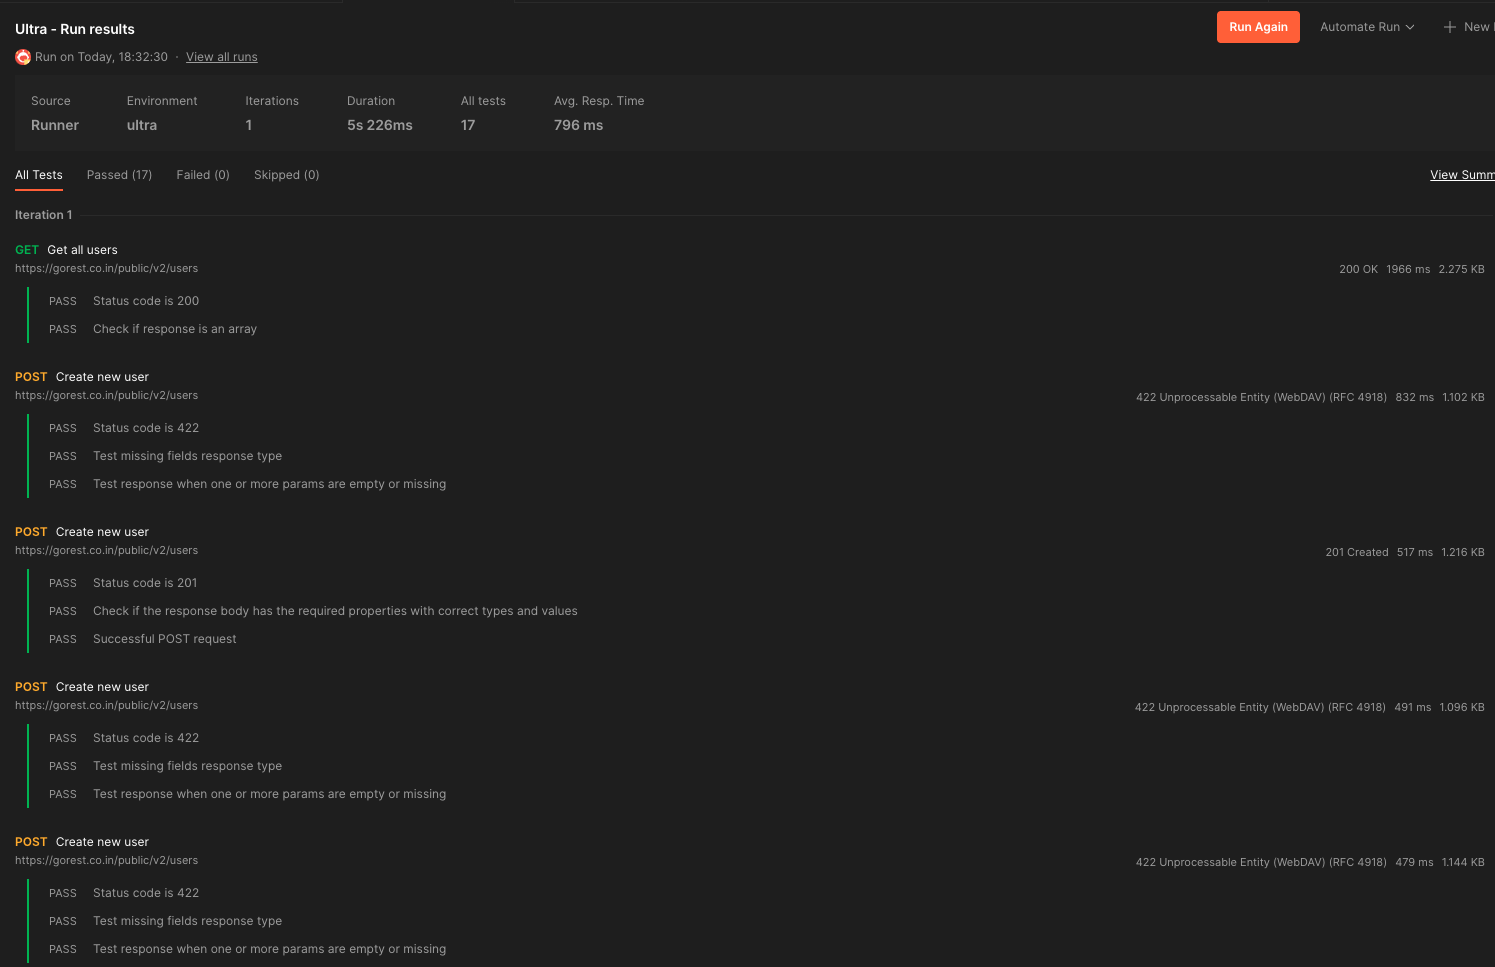 Ultra - Run results
Run Again Automate Run New
Run on Today, 18:32:30 · View all runs
Source Environment Iterations Duration All tests Avg. Resp. Time
Runner ultra 1 5s 226ms 17 796 ms
All Tests Passed (17) Failed (0) Skipped (0) View Summ
Iteration 1
GET Get all users
https://gorest.co.in/public/v2/users 200 OK 1966 ms 2.275 KB
PASS Status code is 200
PASS Check if response is an array
POST Create new user
https://gorest.co.in/public/v2/users 422 Unprocessable Entity (WebDAV) (RFC 4918) 832 ms 1.102 KB
PASS Status code is 422
PASS Test missing fields response type
PASS Test response when one or more params are empty or missing
POST Create new user
https://gorest.co.in/public/v2/users 201 Created 517 ms 1.216 KB
PASS Status code is 201
PASS Check if the response body has the required properties with correct types and values
PASS Successful POST request
POST Create new user
https://gorest.co.in/public/v2/users 422 Unprocessable Entity (WebDAV) (RFC 4918) 491 ms 1.096 KB
PASS Status code is 422
PASS Test missing fields response type
PASS Test response when one or more params are empty or missing
POST Create new user
https://gorest.co.in/public/v2/users 422 Unprocessable Entity (WebDAV) (RFC 4918) 479 ms 1.144 KB
PASS Status code is 422
PASS Test missing fields response type
PASS Test response when one or more params are empty or missing